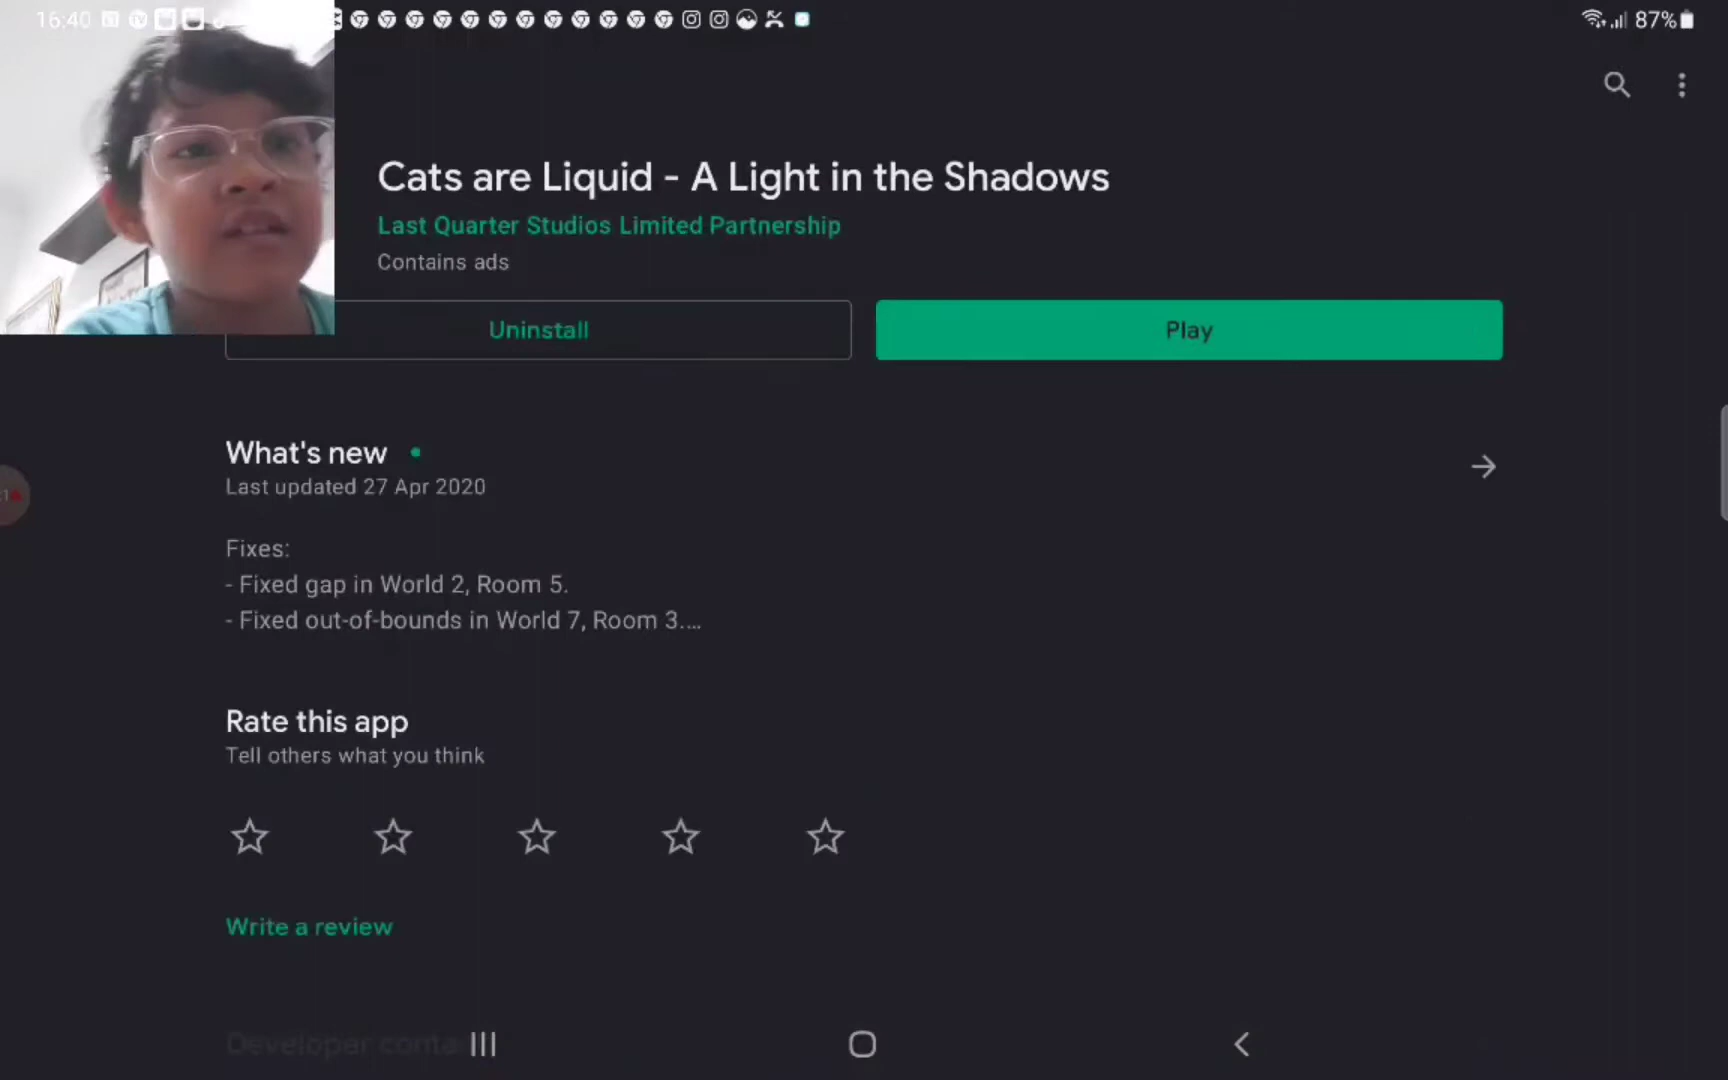 16:40
87%
Cats are Liquid - A Light in the Shadows
Last Quarter Studios Limited Partnership
Contains ads
Uninstall
Play
What's new
Last updated 27 Apr 2020
Fixes:
- Fixed gap in World 2, Room 5.
- Fixed out-of-bounds in World 7, Room 3....
Rate this app
Tell others what you think
Write a review
Developer conta